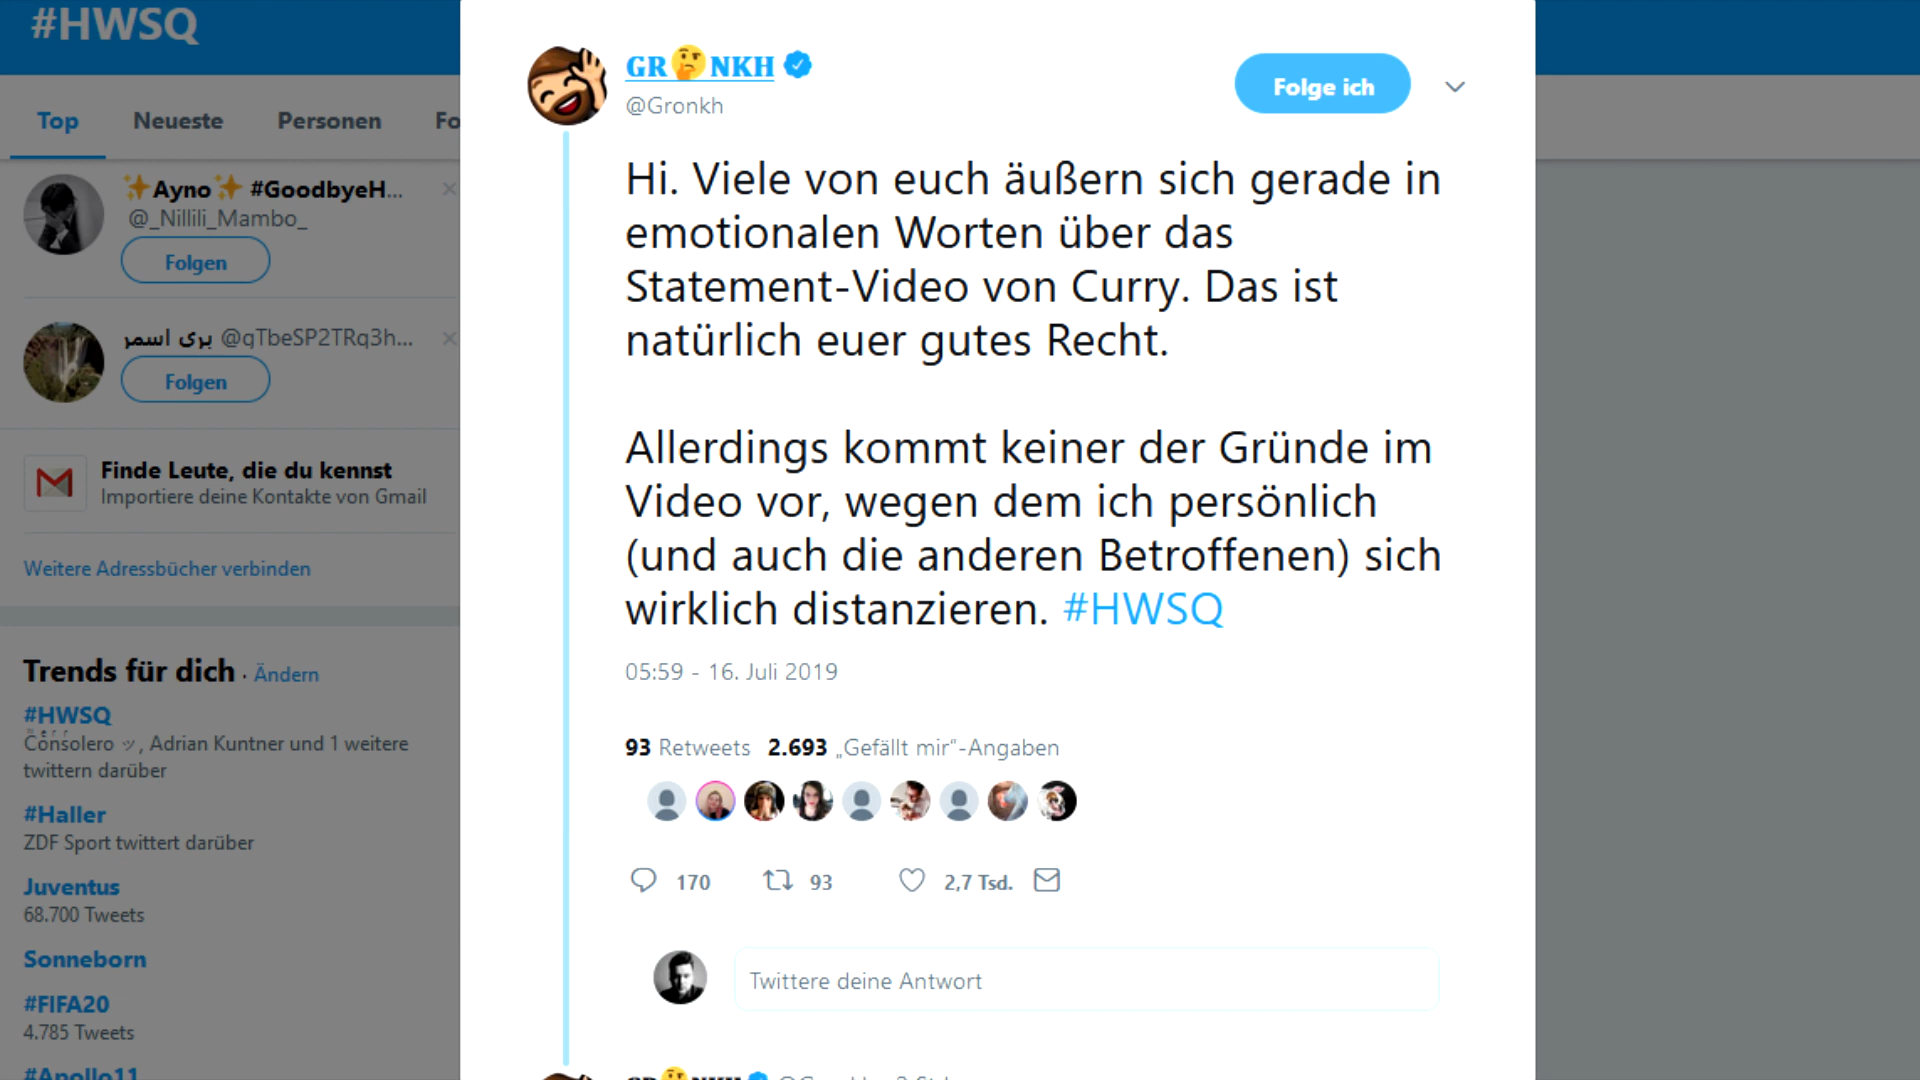 #HWSQ
Top Neueste Personen Fo
✨Ayno✨ #GoodbyeH...
@_Nillili_Mambo_
Folgen
بری اسمر @qTbeSP2TRq3h...
Folgen
Finde Leute, die du kennst
Importiere deine Kontakte von Gmail
Weitere Adressbücher verbinden
Trends für dich · Ändern
#HWSQ
Consolero ッ, Adrian Kuntner und 1 weitere
twittern darüber
#Haller
ZDF Sport twittert darüber
Juventus
68.700 Tweets
Sonneborn
#FIFA20
4.785 Tweets
#Apollo11
GR🤔NKH
@Gronkh
Folge ich
Hi. Viele von euch äußern sich gerade in
emotionalen Worten über das
Statement-Video von Curry. Das ist
natürlich euer gutes Recht.
Allerdings kommt keiner der Gründe im
Video vor, wegen dem ich persönlich
(und auch die anderen Betroffenen) sich
wirklich distanzieren. #HWSQ
05:59 - 16. Juli 2019
93 Retweets 2.693 „Gefällt mir“-Angaben
170 93 2,7 Tsd.
Twittere deine Antwort
GR🤔NKH